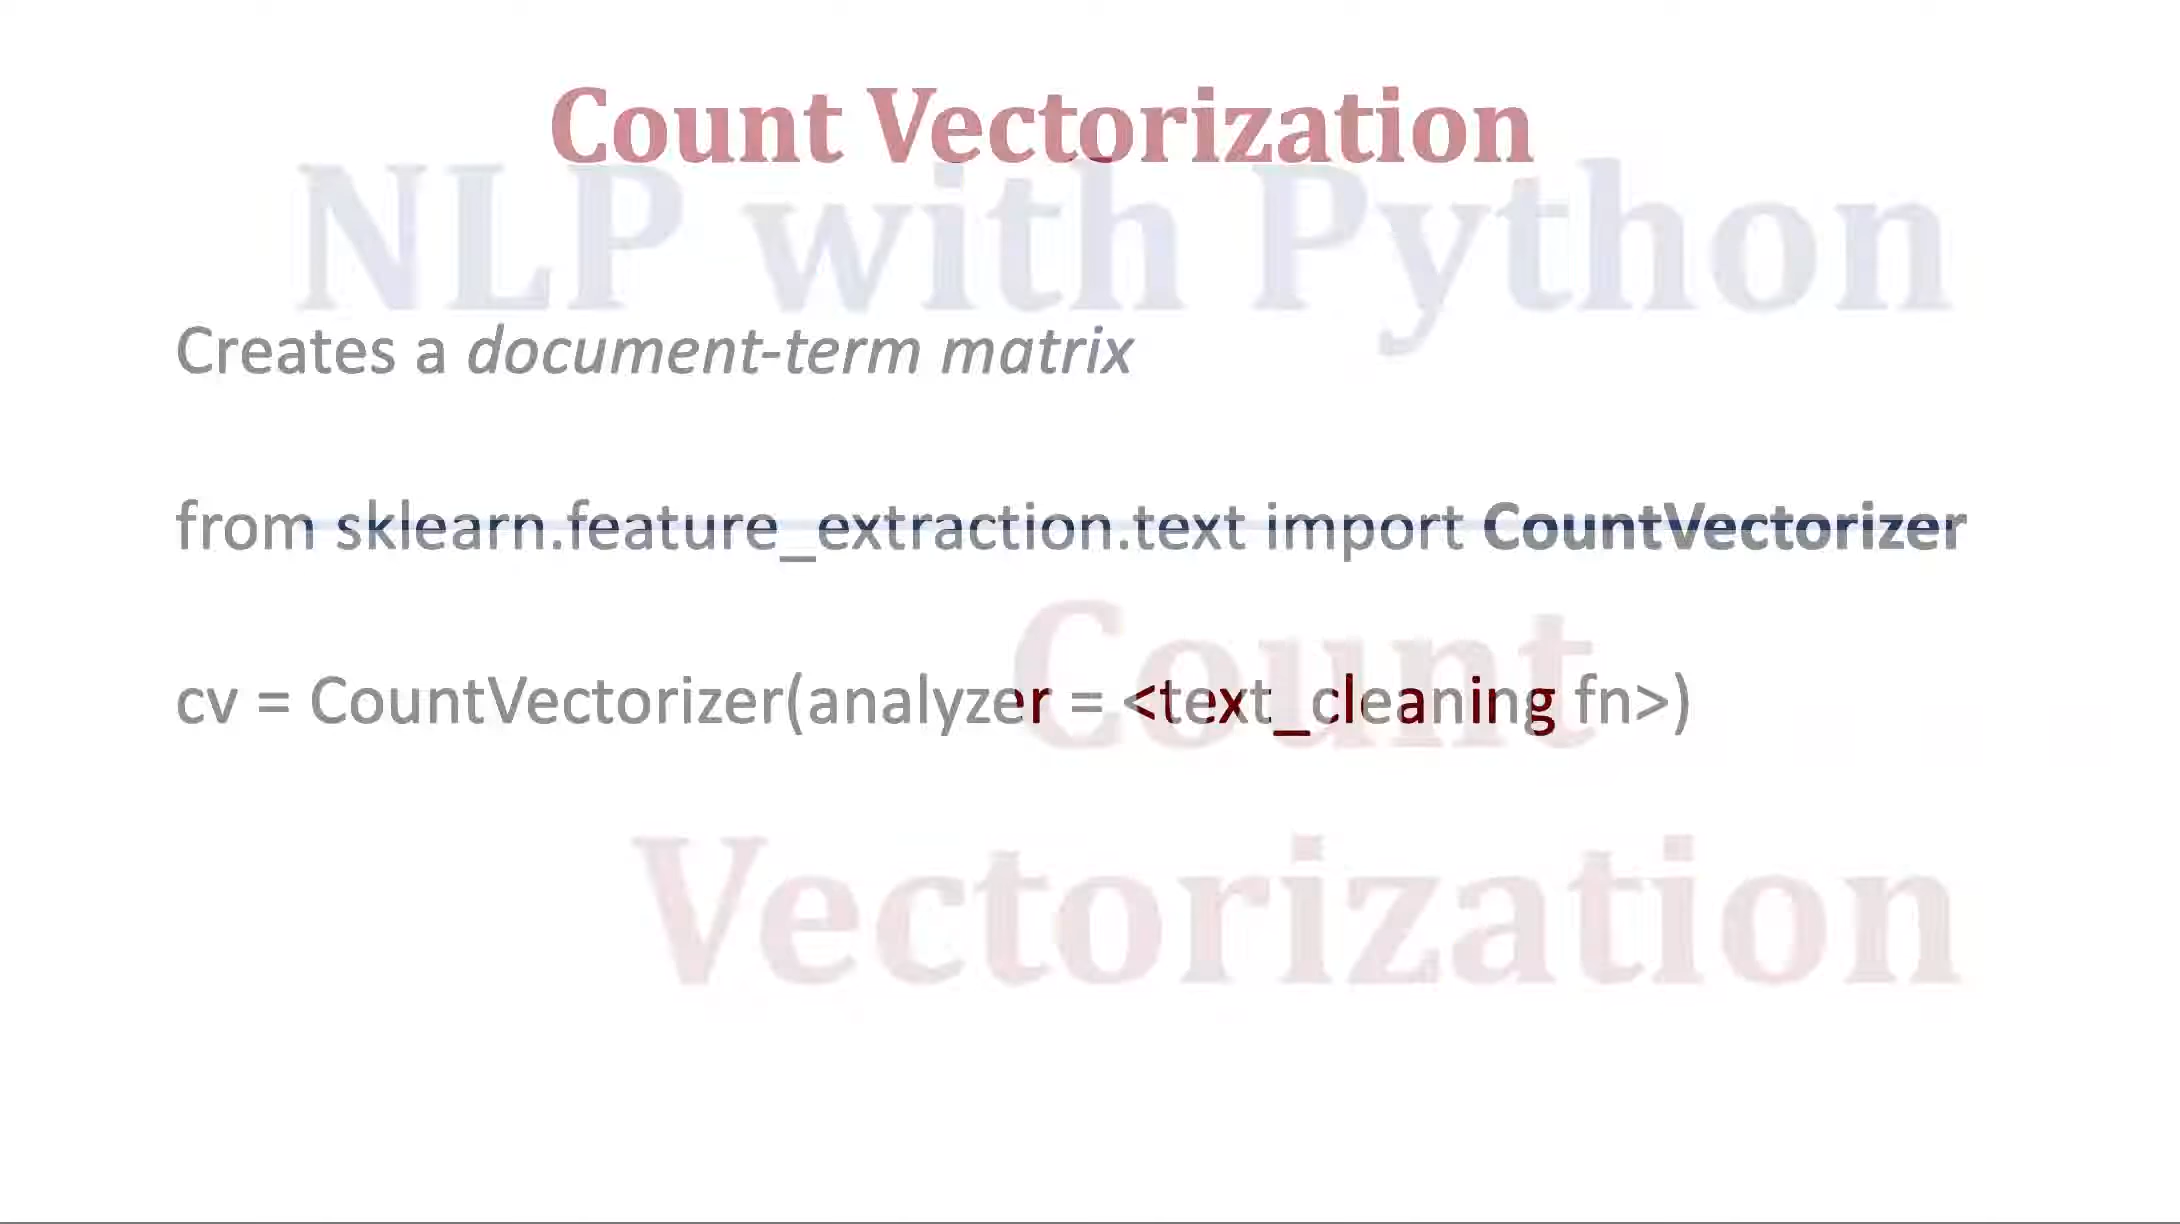 Count Vectorization
NLP with Python
Creates a document-term matrix
from sklearn.feature_extraction.text import CountVectorizer
Count
cv = CountVectorizer(analyzer = <text_cleaning fn>)
Vectorization